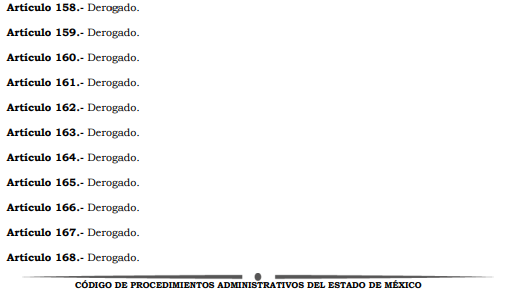 Artículo 158.- Derogado.
Artículo 159.- Derogado.
Artículo 160.- Derogado.
Artículo 161.- Derogado.
Artículo 162.- Derogado.
Artículo 163.- Derogado.
Artículo 164.- Derogado.
Artículo 165.- Derogado.
Artículo 166.- Derogado.
Artículo 167.- Derogado.
Artículo 168.- Derogado.
CÓDIGO DE PROCEDIMIENTOS ADMINISTRATIVOS DEL ESTADO DE MÉXICO